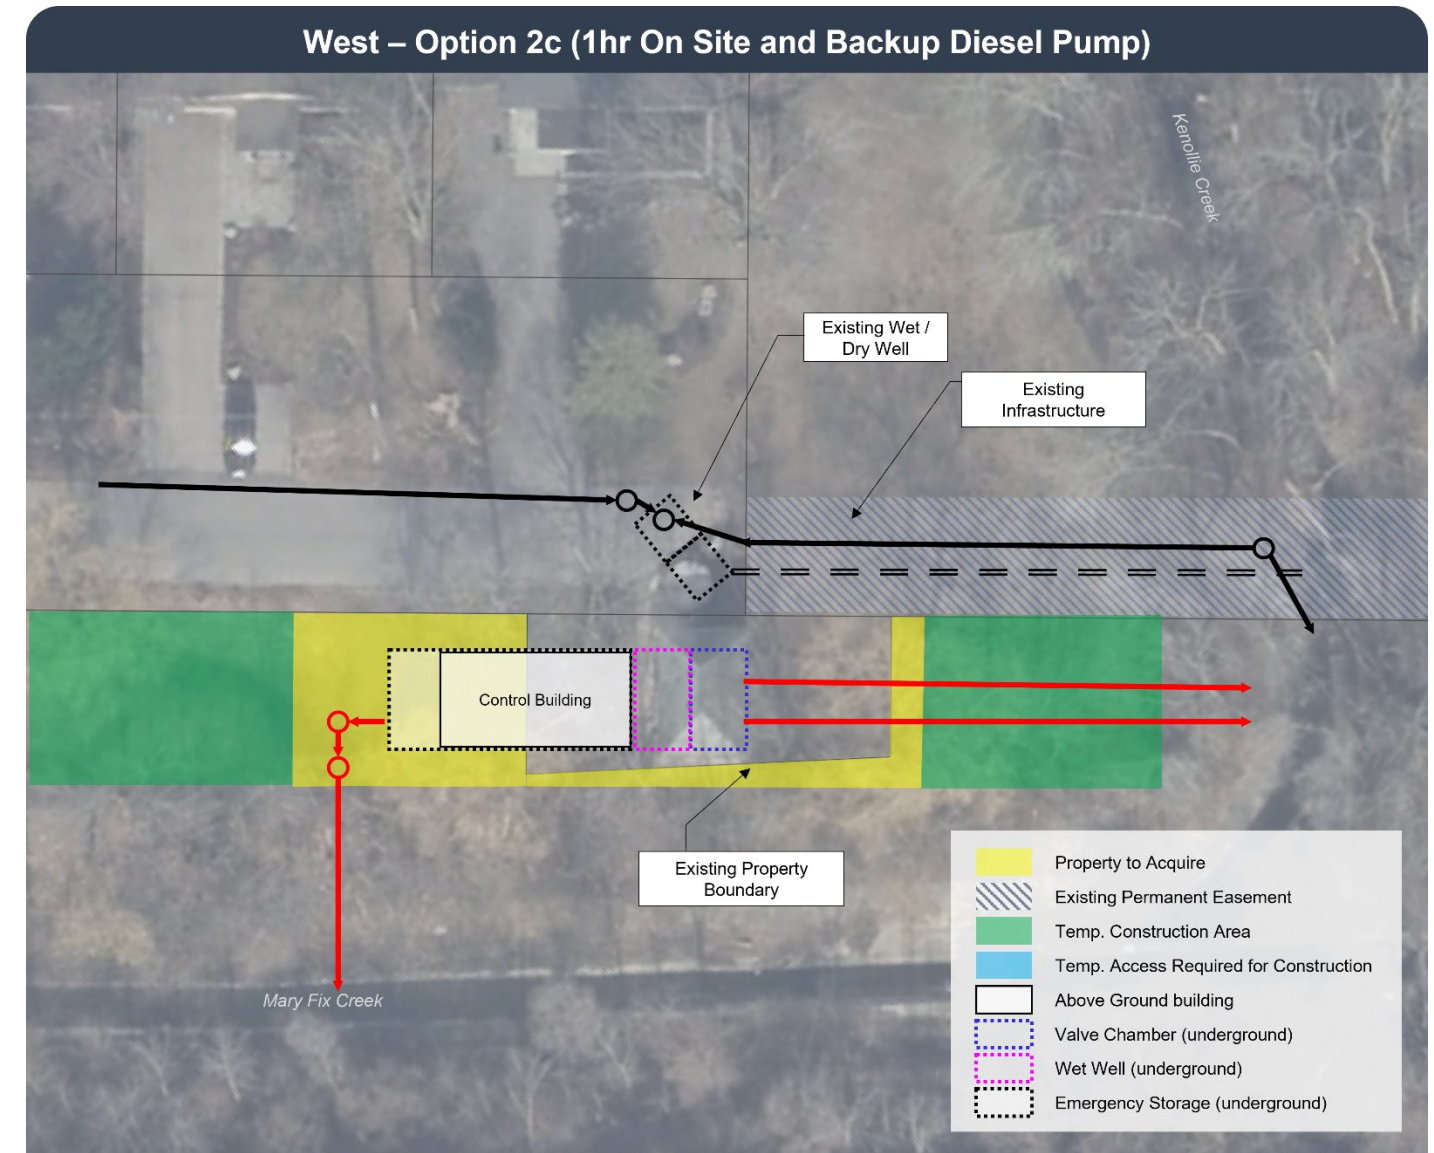 West – Option 2c (1hr On Site and Backup Diesel Pump)
Kenollie Creek
Existing Wet /
Dry Well
Existing
Infrastructure
Control Building
Existing Property
Boundary
Mary Fix Creek
Property to Acquire
Existing Permanent Easement
Temp. Construction Area
Temp. Access Required for Construction
Above Ground building
Valve Chamber (underground)
Wet Well (underground)
Emergency Storage (underground)